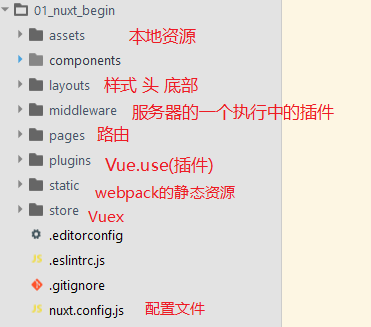 01_nuxt_begin
assets 本地资源
components
layouts 样式 头 底部
middleware 服务器的一个执行中的插件
pages 路由
plugins Vue.use(插件)
static webpack的静态资源
store Vuex
.editorconfig
JS .eslintrc.js
.gitignore
JS nuxt.config.js 配置文件